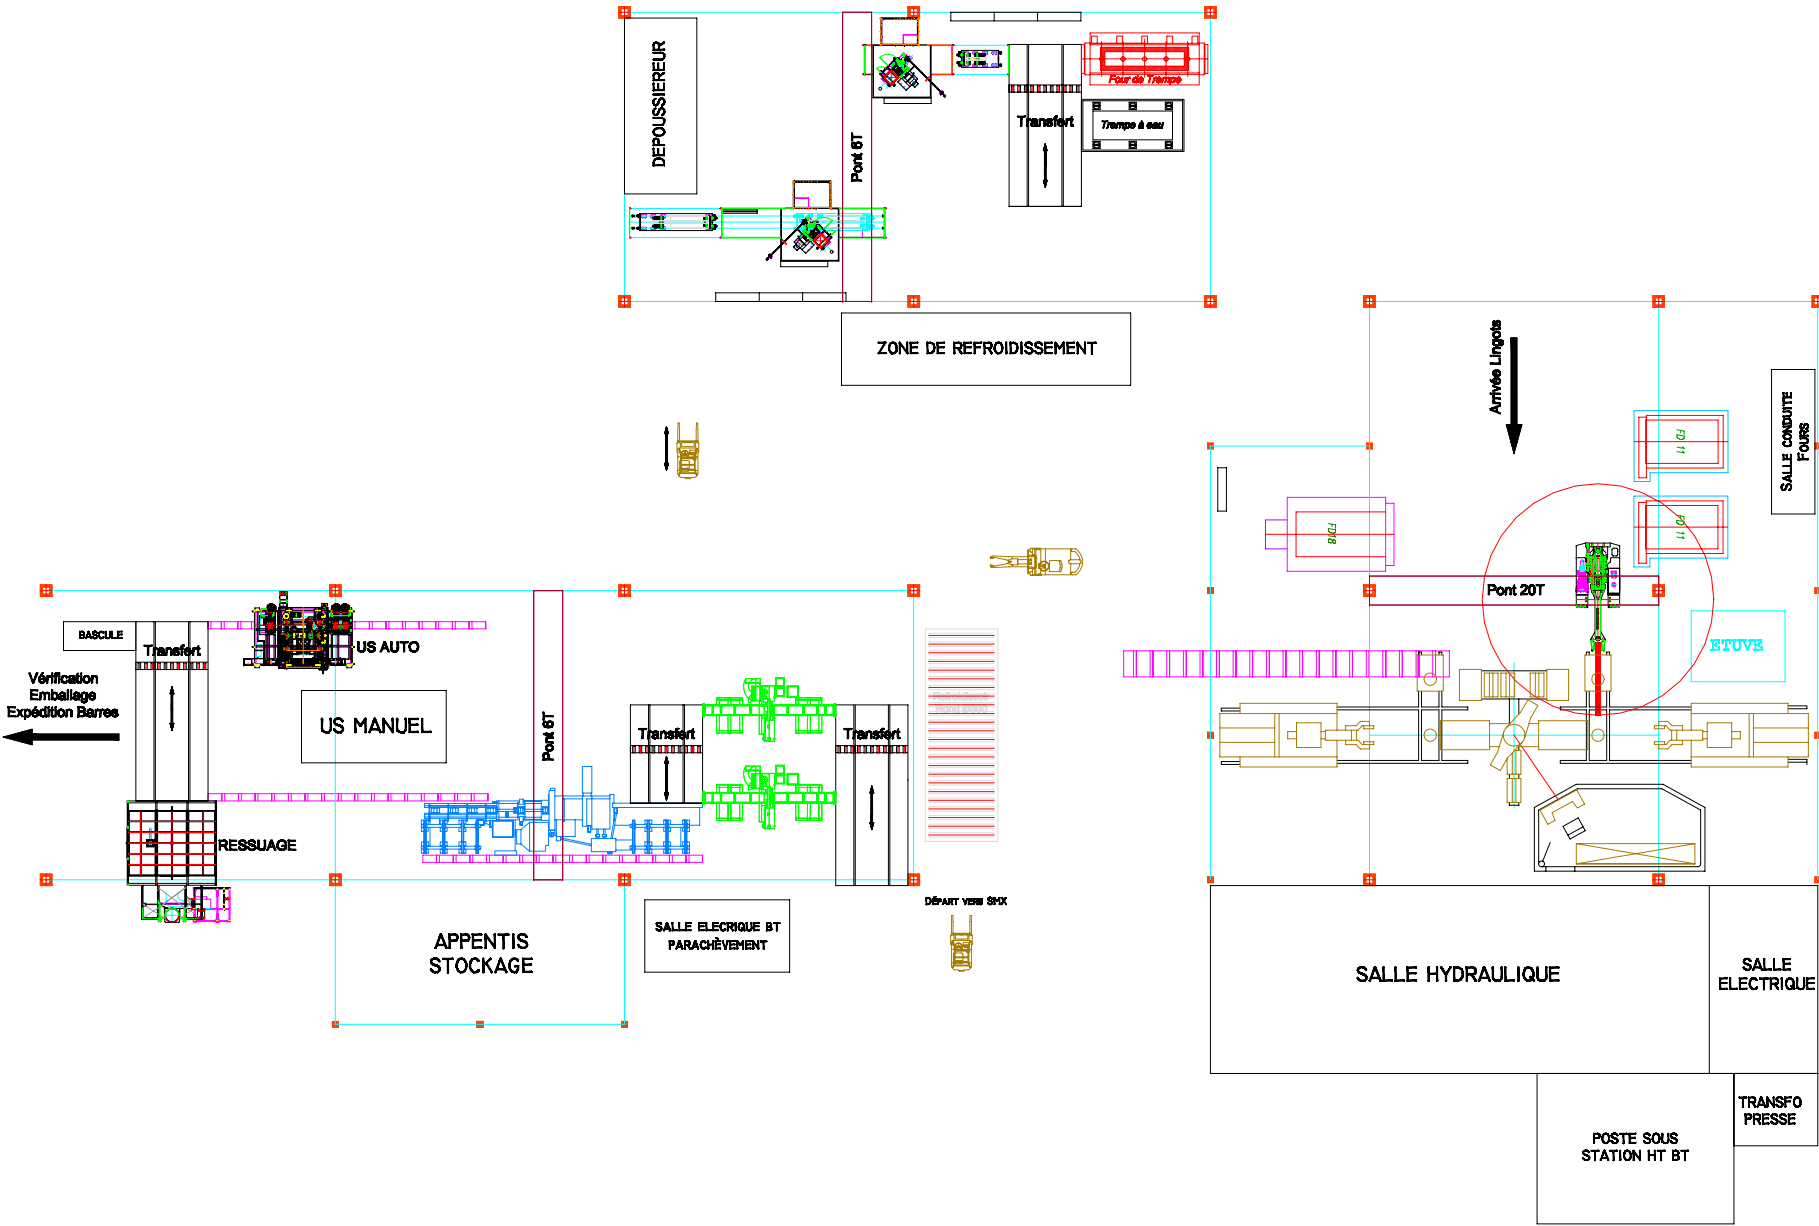 DEPOUSSIEREUR
Pont 6T
Transfert
Four de Trempe
Trempe à eau
ZONE DE REFROIDISSEMENT
Arrivée Lingots
SALLE CONDUITE
FOURS
FD 11
FD 11
FD18
Pont 20T
ETUVE
BASCULE
Transfert
US AUTO
Vérification
Emballage
Expédition Barres
US MANUEL
Pont 6T
Transfert
Transfert
RESSUAGE
DÉPART VERS SMX
SALLE ELECRIQUE BT
PARACHÈVEMENT
APPENTIS
STOCKAGE
SALLE HYDRAULIQUE
SALLE
ELECTRIQUE
TRANSFO
PRESSE
POSTE SOUS
STATION HT BT